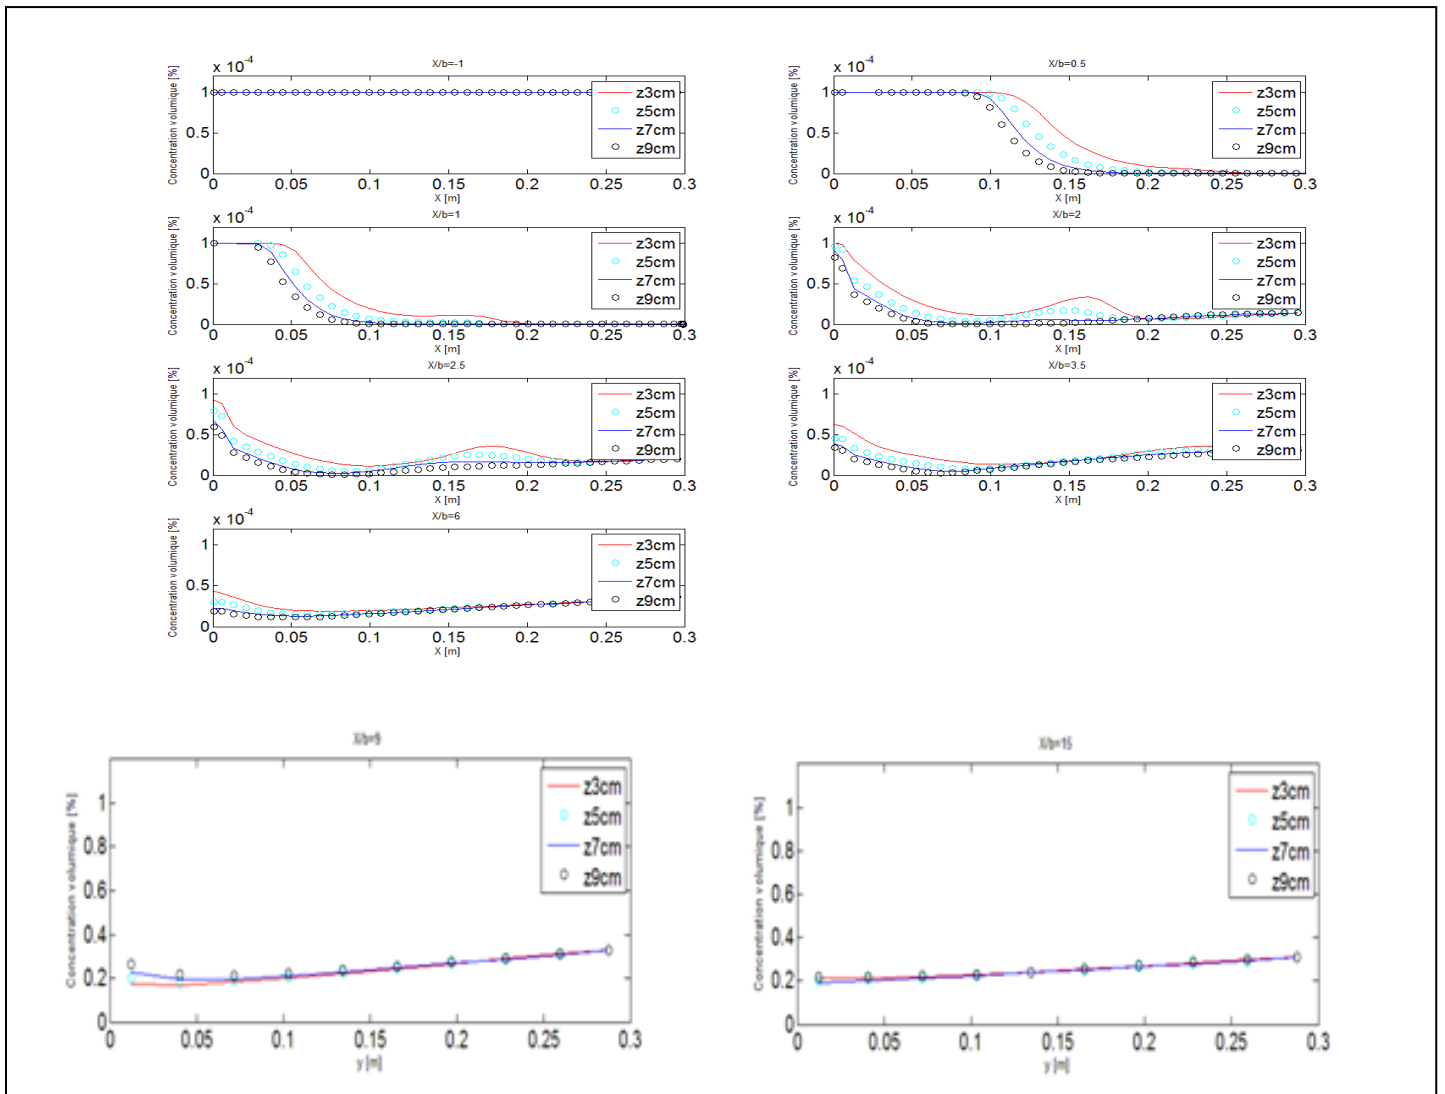 X/b=-1
x 10^-4
Concentration volumique [%]
1
0.5
0
z3cm
z5cm
z7cm
z9cm
0 0.05 0.1 0.15 0.2 0.25 0.3
X [m]
X/b=0.5
x 10^-4
Concentration volumique [%]
1
0.5
0
z3cm
z5cm
z7cm
z9cm
0 0.05 0.1 0.15 0.2 0.25 0.3
X [m]
X/b=1
x 10^-4
Concentration volumique [%]
1
0.5
0
z3cm
z5cm
z7cm
z9cm
0 0.05 0.1 0.15 0.2 0.25 0.3
X [m]
X/b=2
x 10^-4
Concentration volumique [%]
1
0.5
0
z3cm
z5cm
z7cm
z9cm
0 0.05 0.1 0.15 0.2 0.25 0.3
X [m]
X/b=2.5
x 10^-4
Concentration volumique [%]
1
0.5
0
z3cm
z5cm
z7cm
z9cm
0 0.05 0.1 0.15 0.2 0.25 0.3
X [m]
X/b=3.5
x 10^-4
Concentration volumique [%]
1
0.5
0
z3cm
z5cm
z7cm
z9cm
0 0.05 0.1 0.15 0.2 0.25 0.3
X [m]
X/b=6
x 10^-4
Concentration volumique [%]
1
0.5
0
z3cm
z5cm
z7cm
z9cm
0 0.05 0.1 0.15 0.2 0.25 0.3
X [m]
X/b=9
Concentration volumique [%]
1
0.8
0.6
0.4
0.2
0
z3cm
z5cm
z7cm
z9cm
0 0.05 0.1 0.15 0.2 0.25 0.3
y [m]
X/b=15
Concentration volumique [%]
1
0.8
0.6
0.4
0.2
0
z3cm
z5cm
z7cm
z9cm
0 0.05 0.1 0.15 0.2 0.25 0.3
y [m]